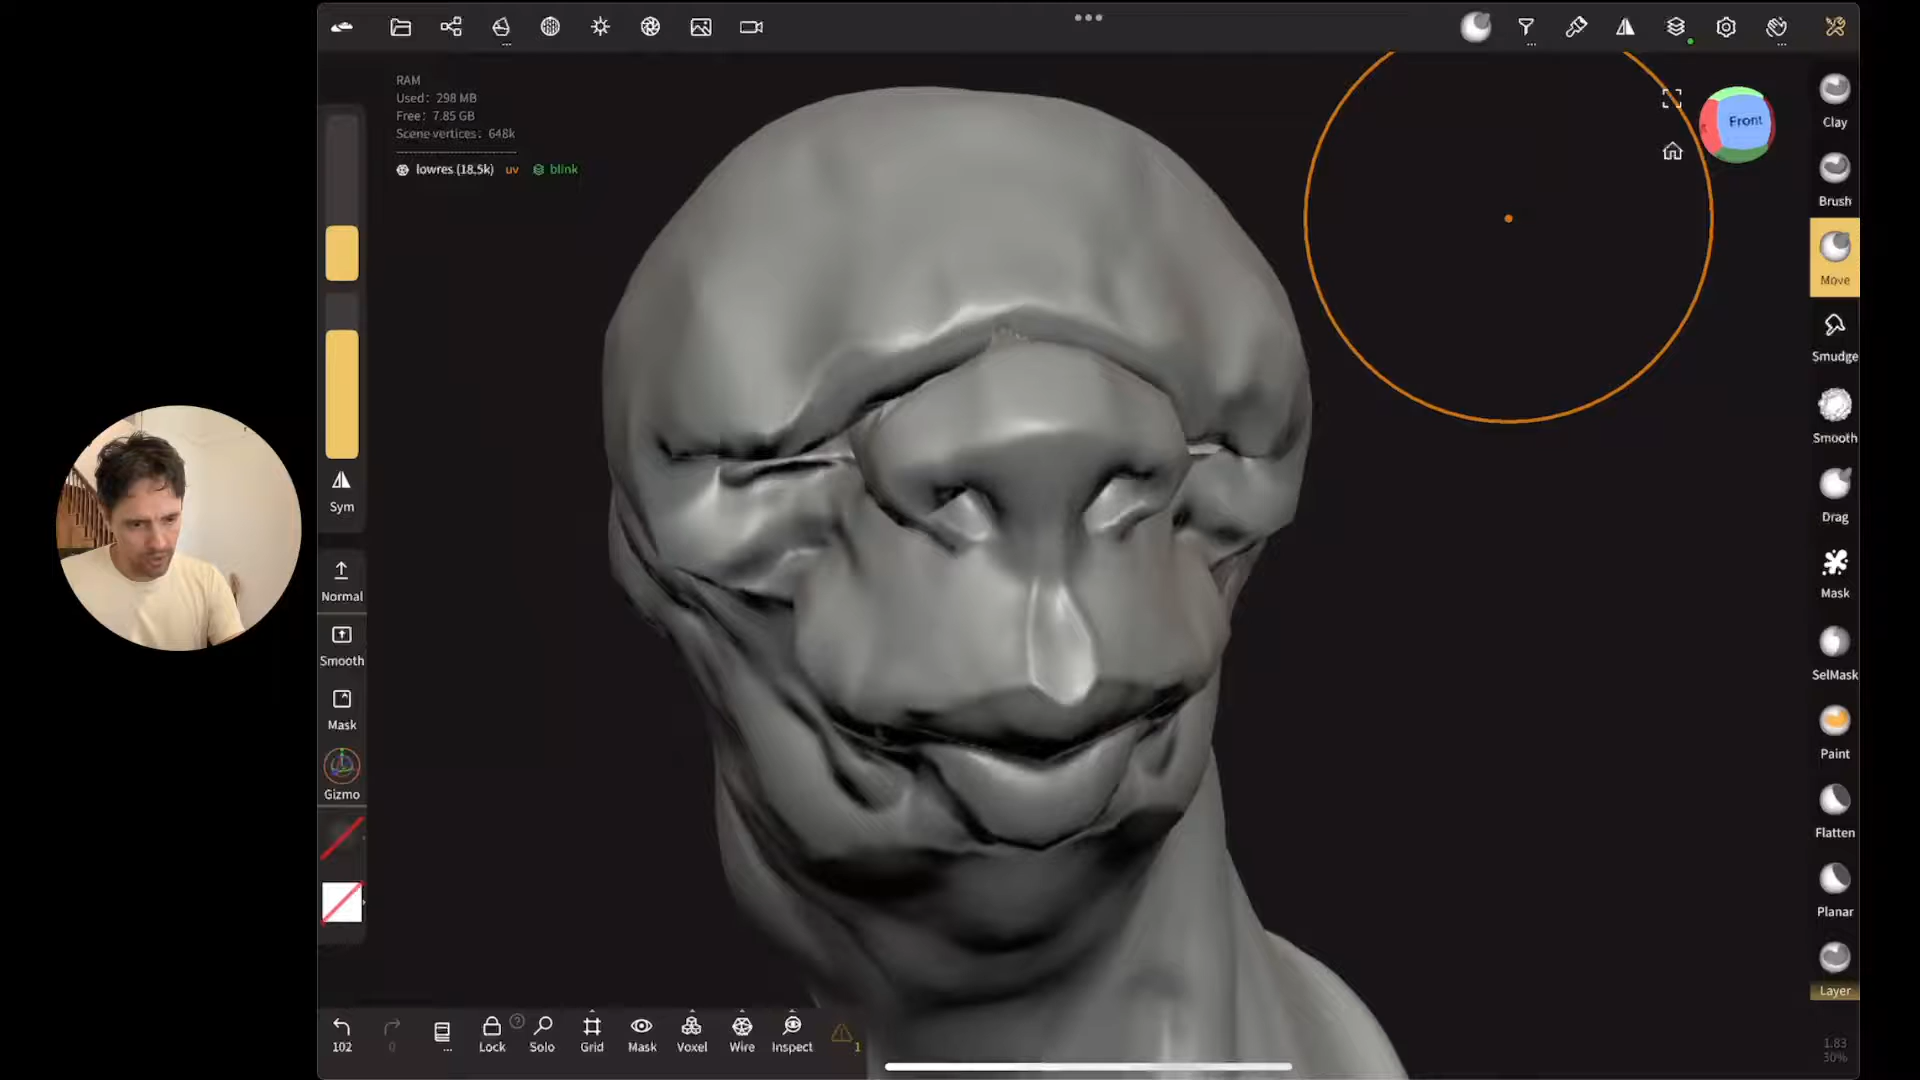 RAM
Used: 298 MB
Free: 7.85 GB
Scene vertices: 648k
lowres (18,5k) uv blink
Front
Clay
Brush
Move
Smudge
Smooth
Drag
Mask
SelMask
Paint
Flatten
Planar
Layer
Sym
Normal
Smooth
Mask
Gizmo
102
0
Lock
?
Solo
Grid
Mask
Voxel
Wire
Inspect
1
1.83
30%